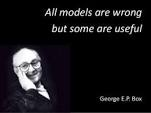 All models are wrong
but some are useful
George E.P. Box